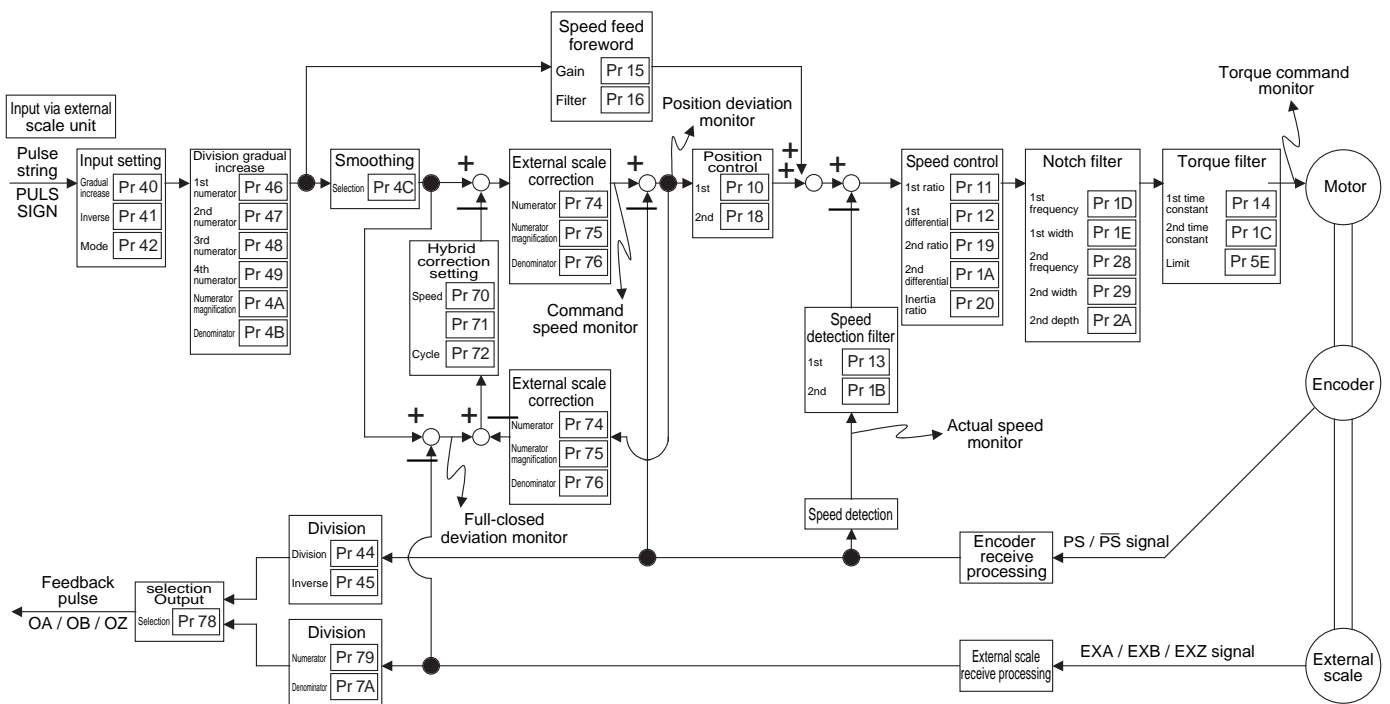 Speed feed
foreword
Gain Pr 15
Filter Pr 16
Torque command
monitor
Position deviation
monitor
Input via external
scale unit
Pulse
string
PULS
SIGN
Input setting
Gradual
increase Pr 40
Inverse Pr 41
Mode Pr 42
Division gradual
increase
1st
numerator Pr 46
2nd
numerator Pr 47
3rd
numerator Pr 48
4th
numerator Pr 49
Numerator
magnification Pr 4A
Denominator Pr 4B
Smoothing
Selection Pr 4C
+
External scale
correction
Numerator Pr 74
Numerator
magnification Pr 75
Denominator Pr 76
+
Position
control
1st Pr 10
2nd Pr 18
+
+
+
Speed control
1st ratio Pr 11
1st
differential Pr 12
2nd ratio Pr 19
2nd
differential Pr 1A
Inertia
ratio Pr 20
Notch filter
1st
frequency Pr 1D
1st width Pr 1E
2nd
frequency Pr 28
2nd width Pr 29
2nd depth Pr 2A
Torque filter
1st time
constant Pr 14
2nd time
constant Pr 1C
Limit Pr 5E
Motor
Hybrid
correction
setting
Speed Pr 70
Pr 71
Cycle Pr 72
Command
speed monitor
Speed
detection filter
1st Pr 13
2nd Pr 1B
Encoder
+
+
External scale
correction
Numerator Pr 74
Numerator
magnification Pr 75
Denominator Pr 76
Actual speed
monitor
Full-closed
deviation monitor
Speed detection
Division
Division Pr 44
Inverse Pr 45
Encoder
receive
processing
PS / P̅S̅ signal
Feedback
pulse
OA / OB / OZ
selection
Output
Selection Pr 78
Division
Numerator Pr 79
Denominator Pr 7A
External scale
receive processing
EXA / EXB / EXZ signal
External
scale